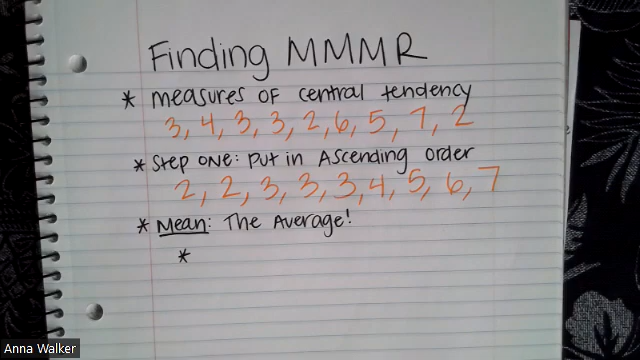 Finding MMMR
* measures of central tendency
3, 4, 3, 3, 2, 6, 5, 7, 2
* Step one: Put in Ascending order
2, 2, 3, 3, 3, 4, 5, 6, 7
* Mean: The Average!
*
Anna Walker